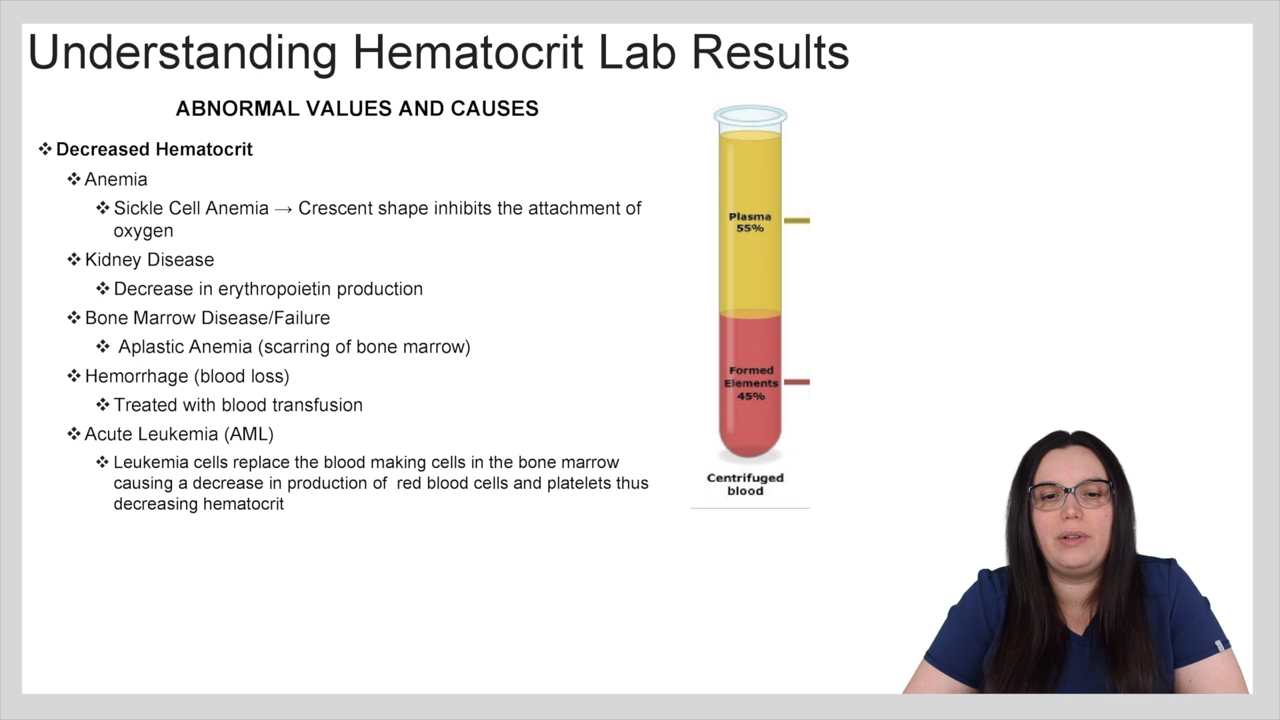 Understanding Hematocrit Lab Results
ABNORMAL VALUES AND CAUSES
❖ Decreased Hematocrit
❖ Anemia
❖ Sickle Cell Anemia → Crescent shape inhibits the attachment of
oxygen
❖ Kidney Disease
❖ Decrease in erythropoietin production
❖ Bone Marrow Disease/Failure
❖ Aplastic Anemia (scarring of bone marrow)
❖ Hemorrhage (blood loss)
❖ Treated with blood transfusion
❖ Acute Leukemia (AML)
❖ Leukemia cells replace the blood making cells in the bone marrow
causing a decrease in production of red blood cells and platelets thus
decreasing hematocrit
Plasma
55%
Formed
Elements
45%
Centrifuged
blood